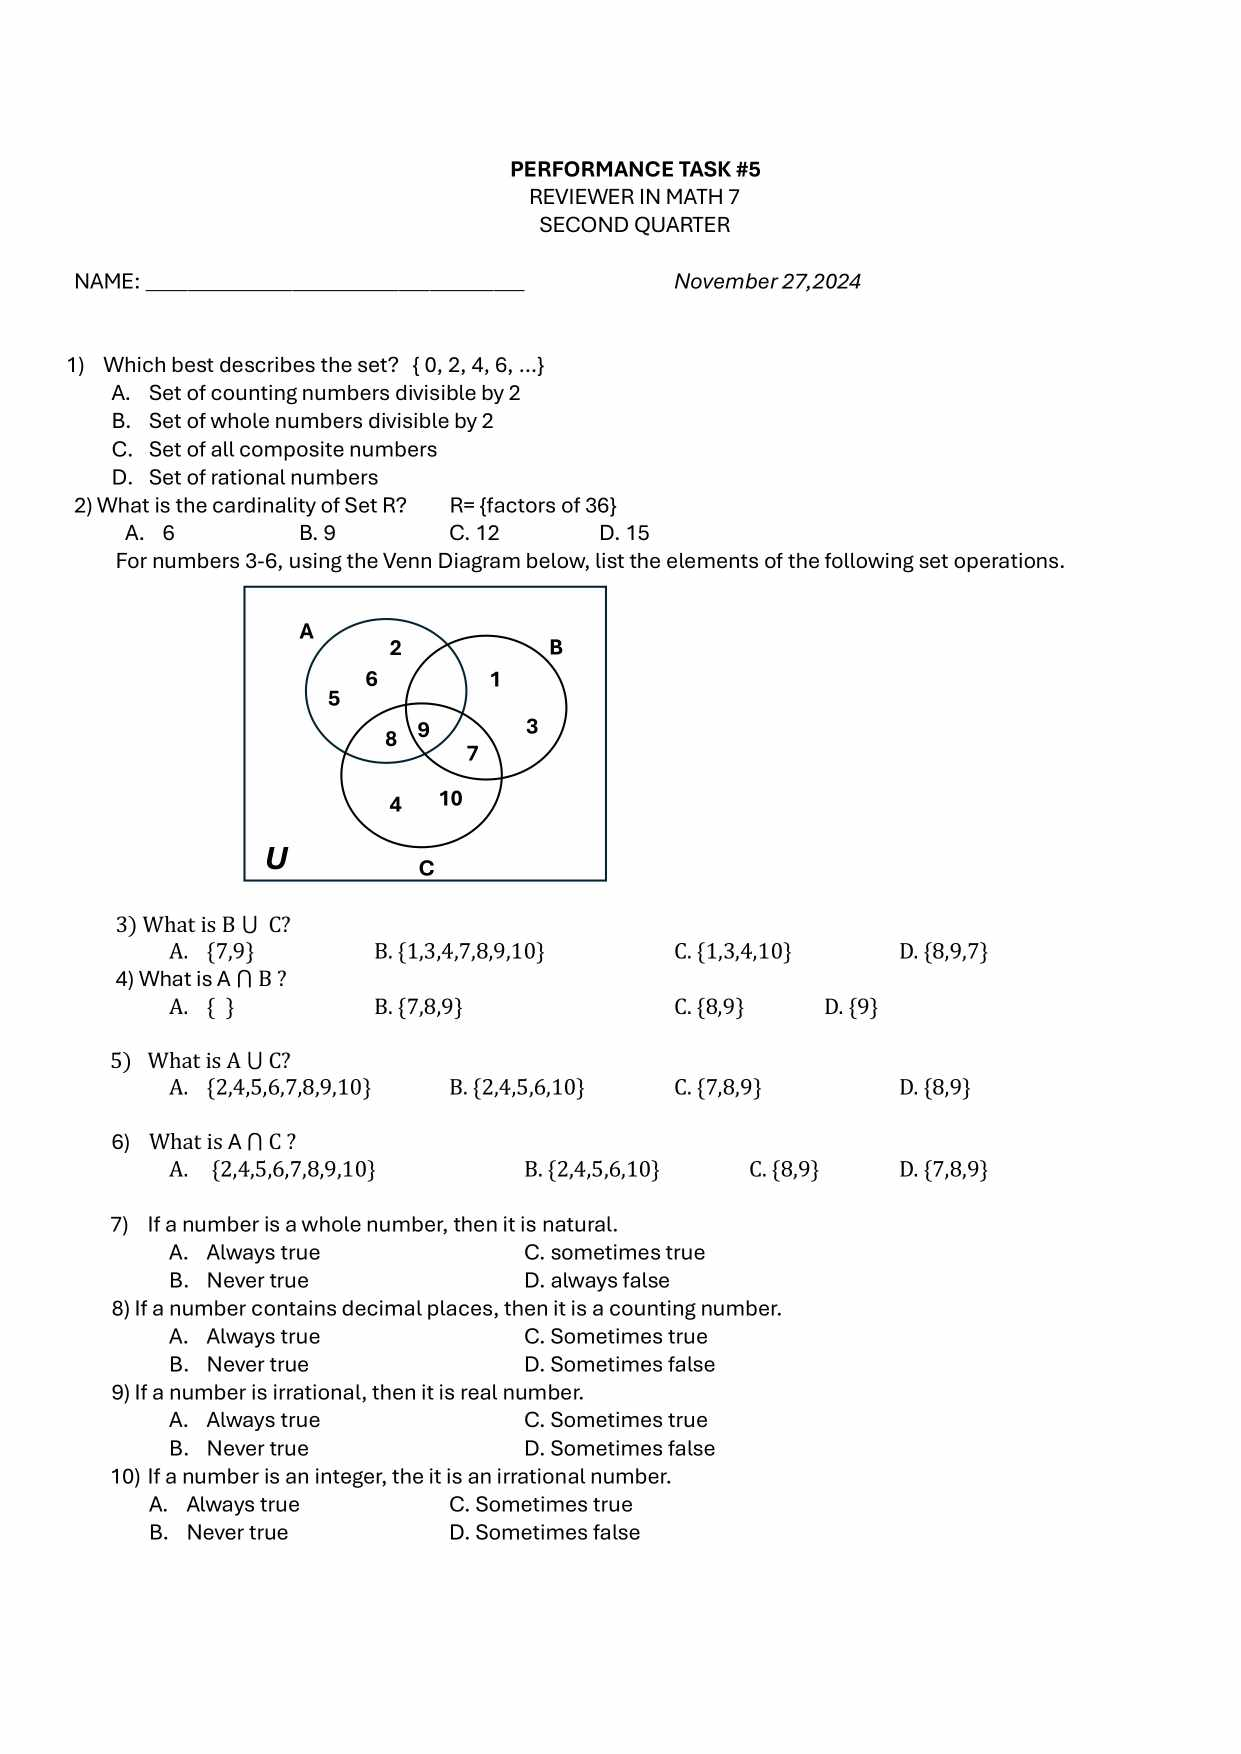 PERFORMANCE TASK #5
REVIEWER IN MATH 7
SECOND QUARTER
NAME: ___________________________________ November 27,2024
1) Which best describes the set? { 0, 2, 4, 6, ...}
A. Set of counting numbers divisible by 2
B. Set of whole numbers divisible by 2
C. Set of all composite numbers
D. Set of rational numbers
2) What is the cardinality of Set R? R= {factors of 36}
A. 6 B. 9 C. 12 D. 15
For numbers 3-6, using the Venn Diagram below, list the elements of the following set operations.
A
2
B
6
1
5
3
9
8
7
10
4
U
C
3) What is B ⋃ C?
A. {7,9} B. {1,3,4,7,8,9,10} C. {1,3,4,10} D. {8,9,7}
4) What is A ⋂ B ?
A. { } B. {7,8,9} C. {8,9} D. {9}
5) What is A ⋃ C?
A. {2,4,5,6,7,8,9,10} B. {2,4,5,6,10} C. {7,8,9} D. {8,9}
6) What is A ⋂ C ?
A. {2,4,5,6,7,8,9,10} B. {2,4,5,6,10} C. {8,9} D. {7,8,9}
7) If a number is a whole number, then it is natural.
A. Always true C. sometimes true
B. Never true D. always false
8) If a number contains decimal places, then it is a counting number.
A. Always true C. Sometimes true
B. Never true D. Sometimes false
9) If a number is irrational, then it is real number.
A. Always true C. Sometimes true
B. Never true D. Sometimes false
10) If a number is an integer, the it is an irrational number.
A. Always true C. Sometimes true
B. Never true D. Sometimes false